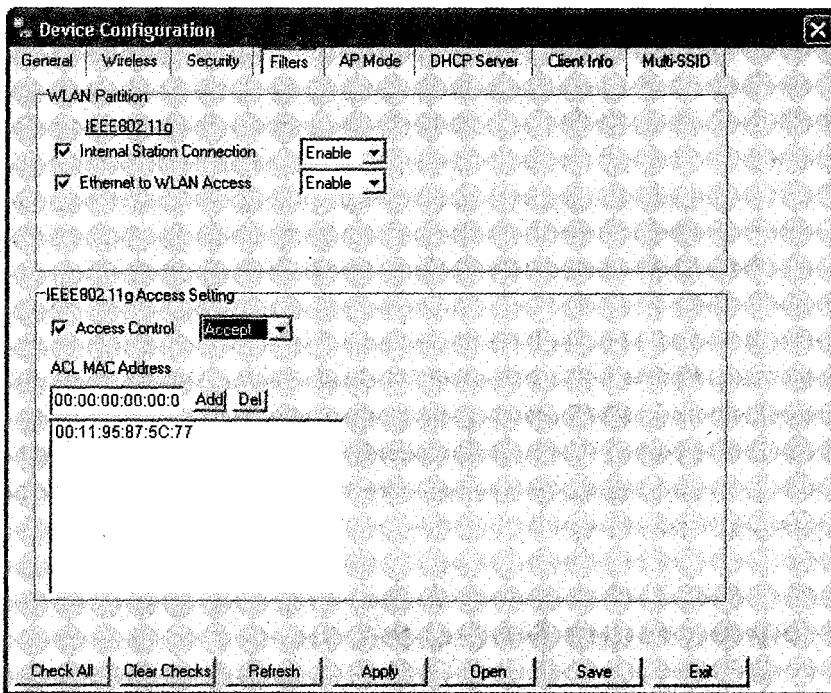 Device Configuration
General Wireless Security Filters AP Mode DHCP Server Client Info Multi-SSID
WLAN Partition
IEEE802.11g
Internal Station Connection Enable
Ethernet to WLAN Access Enable
IEEE802.11g Access Setting
Access Control Accept
ACL MAC Address
00:00:00:00:00:0 Add Del
00:11:95:87:5C:77
Check All Clear Checks Refresh Apply Open Save Exit